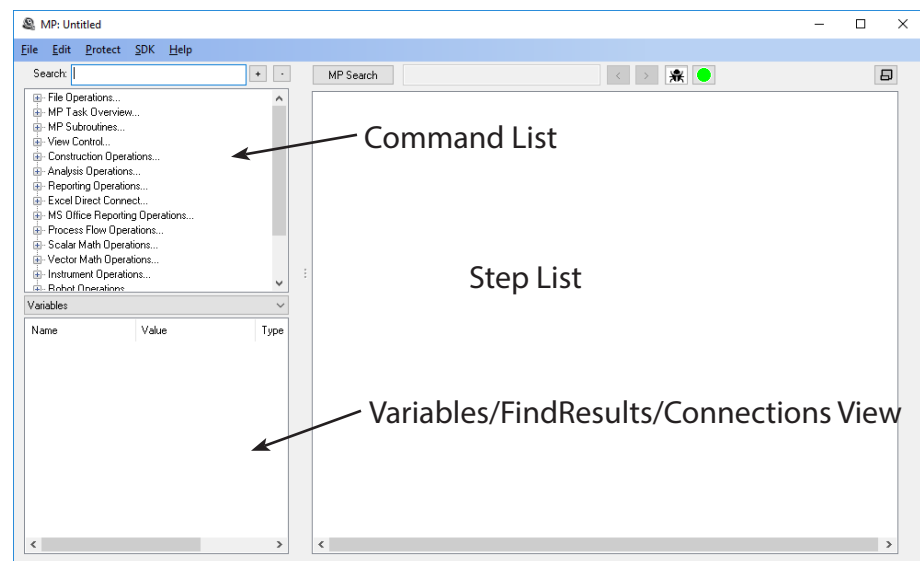 MP: Untitled
File Edit Protect SDK Help
Search: + - MP Search < >
File Operations...
MP Task Overview...
MP Subroutines...
View Control...
Construction Operations...
Analysis Operations...
Reporting Operations...
Excel Direct Connect...
MS Office Reporting Operations...
Process Flow Operations...
Scalar Math Operations...
Vector Math Operations...
Instrument Operations...
Robot Operations
Command List
Step List
Variables
Name Value Type
Variables/FindResults/Connections View